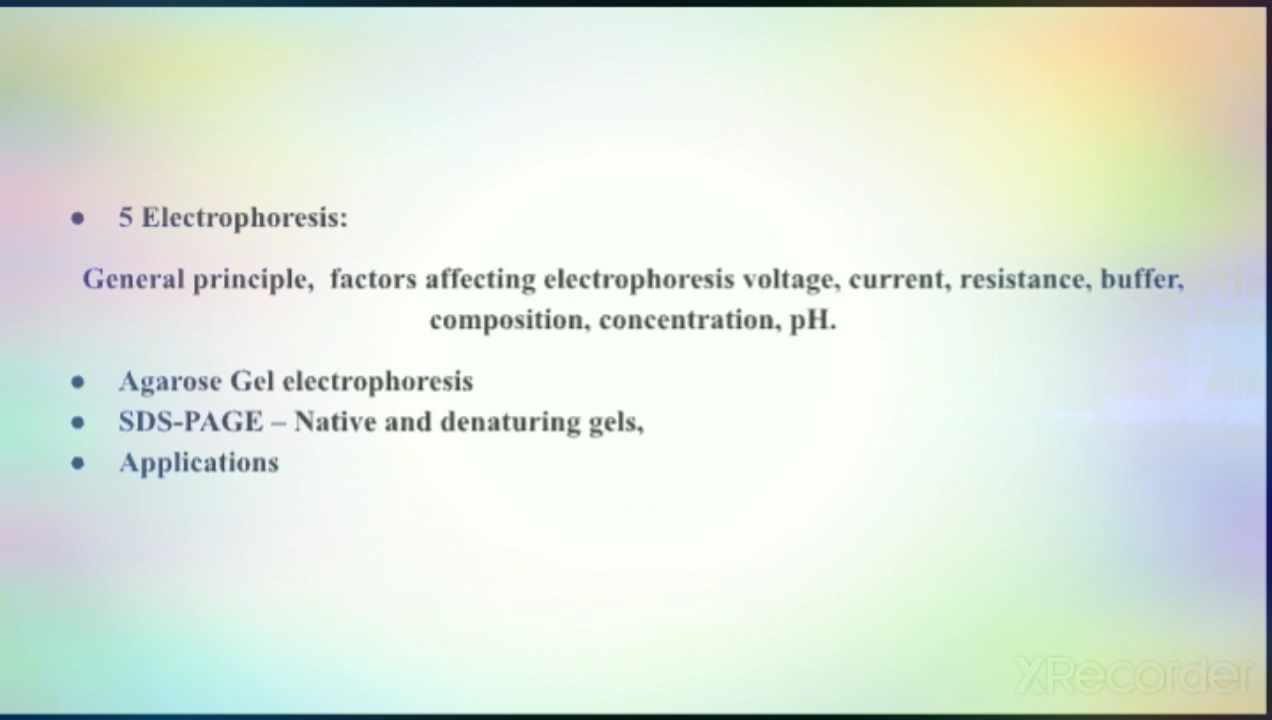 ● 5 Electrophoresis:
General principle, factors affecting electrophoresis voltage, current, resistance, buffer,
composition, concentration, pH.
● Agarose Gel electrophoresis
● SDS-PAGE – Native and denaturing gels,
● Applications
XRecorder